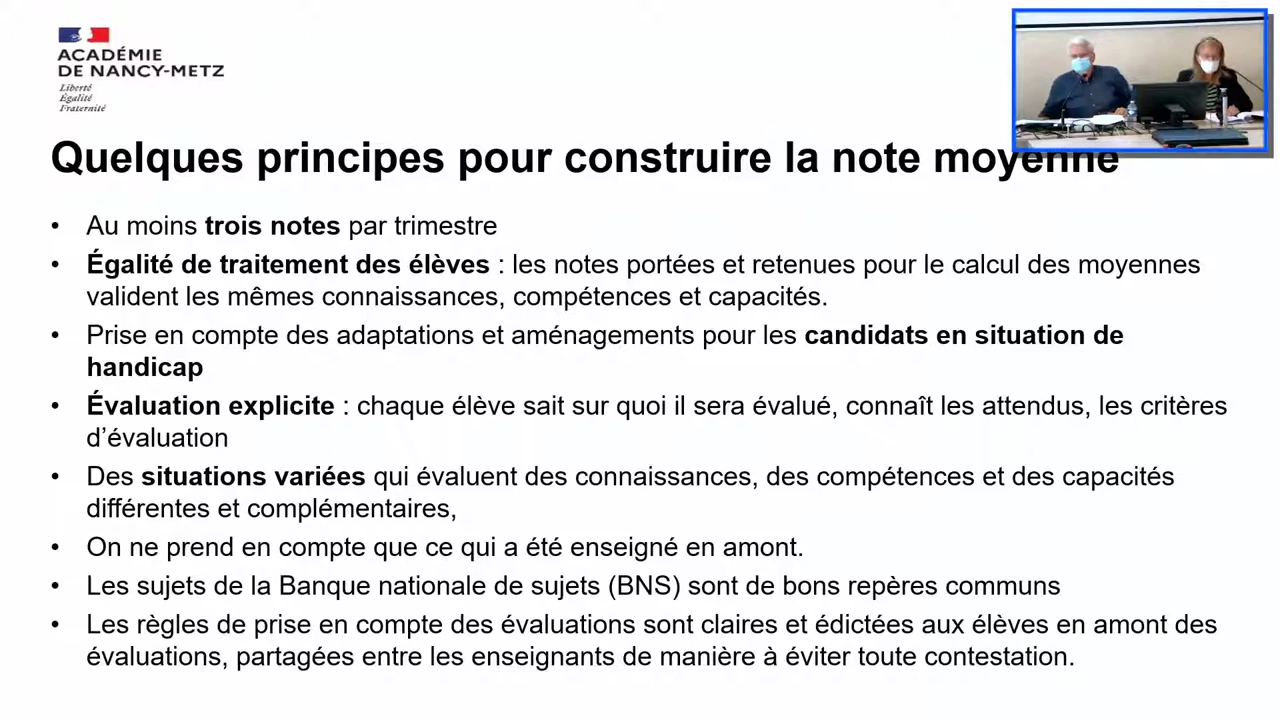 ACADÉMIE
DE NANCY-METZ
Liberté
Égalité
Fraternité
Quelques principes pour construire la note moyenne
• Au moins trois notes par trimestre
• Égalité de traitement des élèves : les notes portées et retenues pour le calcul des moyennes
valident les mêmes connaissances, compétences et capacités.
• Prise en compte des adaptations et aménagements pour les candidats en situation de
handicap
• Évaluation explicite : chaque élève sait sur quoi il sera évalué, connaît les attendus, les critères
d’évaluation
• Des situations variées qui évaluent des connaissances, des compétences et des capacités
différentes et complémentaires,
• On ne prend en compte que ce qui a été enseigné en amont.
• Les sujets de la Banque nationale de sujets (BNS) sont de bons repères communs
• Les règles de prise en compte des évaluations sont claires et édictées aux élèves en amont des
évaluations, partagées entre les enseignants de manière à éviter toute contestation.